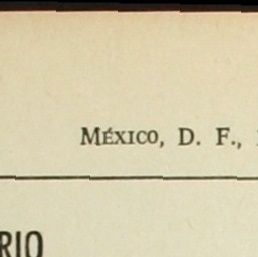 México, D. F.,
RIO